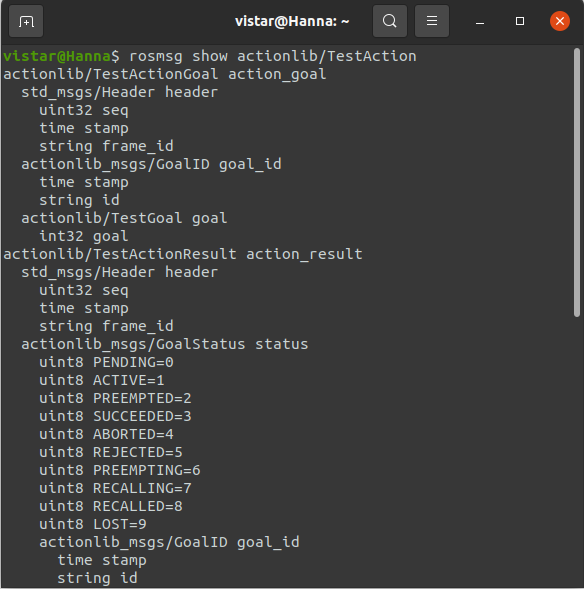 vistar@Hanna: ~
vistar@Hanna:~$ rosmsg show actionlib/TestAction
actionlib/TestActionGoal action_goal
  std_msgs/Header header
    uint32 seq
    time stamp
    string frame_id
  actionlib_msgs/GoalID goal_id
    time stamp
    string id
  actionlib/TestGoal goal
    int32 goal
actionlib/TestActionResult action_result
  std_msgs/Header header
    uint32 seq
    time stamp
    string frame_id
  actionlib_msgs/GoalStatus status
    uint8 PENDING=0
    uint8 ACTIVE=1
    uint8 PREEMPTED=2
    uint8 SUCCEEDED=3
    uint8 ABORTED=4
    uint8 REJECTED=5
    uint8 PREEMPTING=6
    uint8 RECALLING=7
    uint8 RECALLED=8
    uint8 LOST=9
    actionlib_msgs/GoalID goal_id
      time stamp
      string id